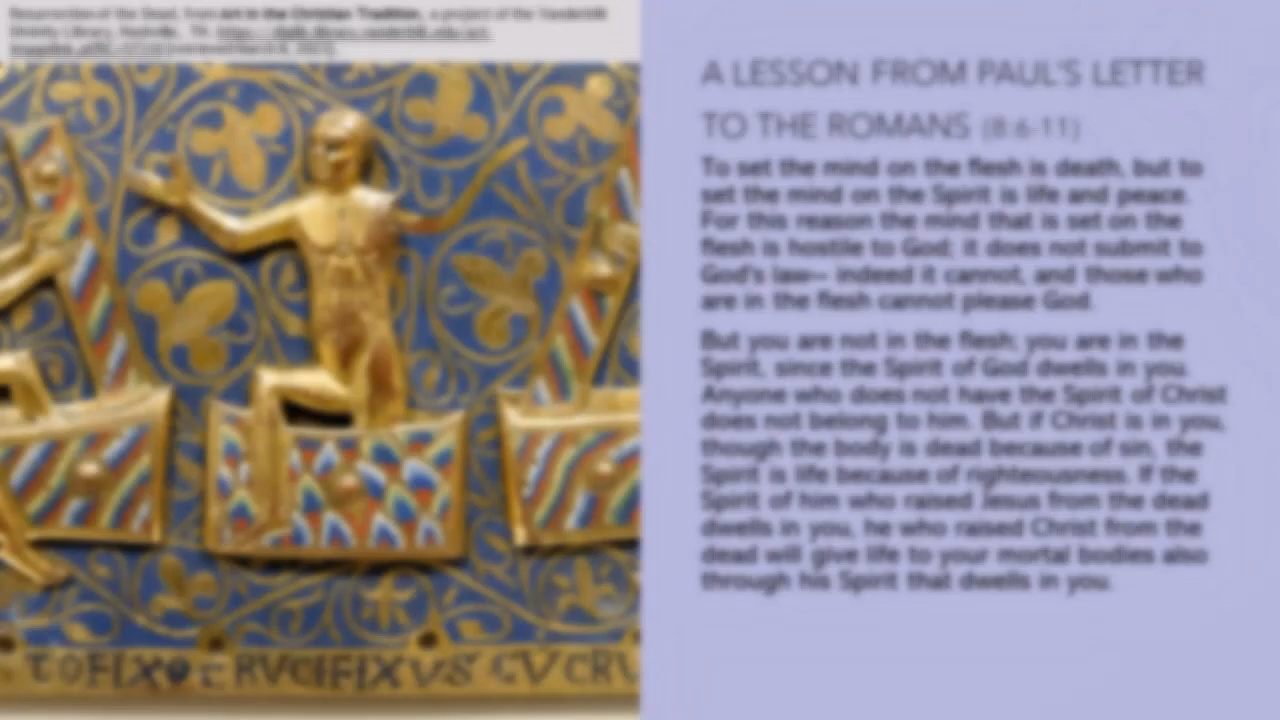 Resurrection of the Dead, from Art in the Christian Tradition, a project of the Vanderbilt
Divinity Library, Nashville, TN.
A LESSON FROM PAUL'S LETTER
TO THE ROMANS (8:6-11)
To set the mind on the flesh is death, but to
set the mind on the Spirit is life and peace.
For this reason the mind that is set on the
flesh is hostile to God; it does not submit to
God's law— indeed it cannot, and those who
are in the flesh cannot please God.
But you are not in the flesh; you are in the
Spirit, since the Spirit of God dwells in you.
Anyone who does not have the Spirit of Christ
does not belong to him. But if Christ is in you,
though the body is dead because of sin, the
Spirit is life because of righteousness. If the
Spirit of him who raised Jesus from the dead
dwells in you, he who raised Christ from the
dead will give life to your mortal bodies also
through his Spirit that dwells in you.
TOFIXO CRVCIFIXVS CV CRV